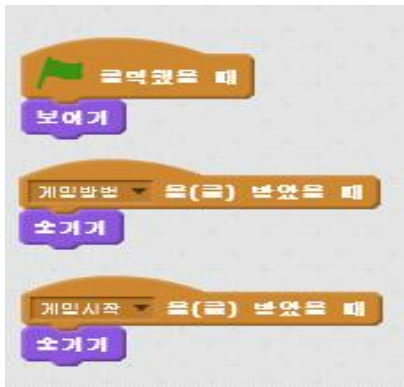 클릭했을 때
보이기
게임방법 을(를) 받았을 때
숨기기
게임시작 을(를) 받았을 때
숨기기